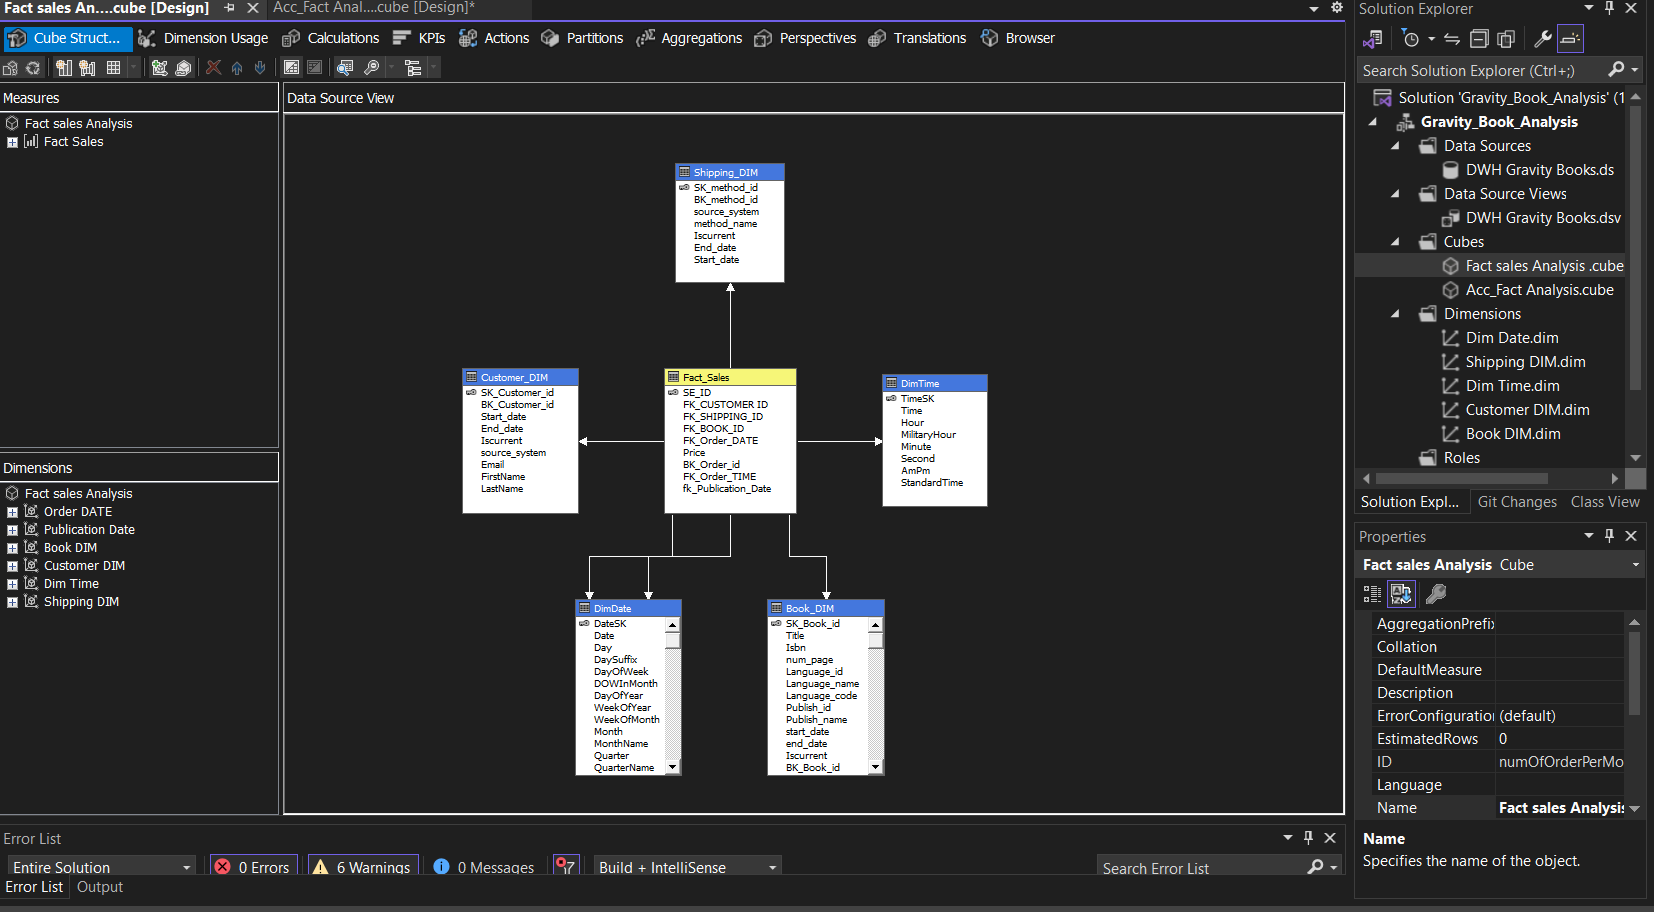 Fact sales An....cube [Design]
Acc_Fact Anal....cube [Design]*
Cube Struct...
Dimension Usage
Calculations
KPIs
Actions
Partitions
Aggregations
Perspectives
Translations
Browser
Measures
Fact sales Analysis
Fact Sales
Dimensions
Fact sales Analysis
Order DATE
Publication Date
Book DIM
Customer DIM
Dim Time
Shipping DIM
Data Source View
Shipping_DIM
SK_method_id
BK_method_id
source_system
method_name
Iscurrent
End_date
Start_date
Customer_DIM
SK_Customer_id
BK_Customer_id
Start_date
End_date
Iscurrent
source_system
Email
FirstName
LastName
Fact_Sales
SE_ID
FK_CUSTOMER ID
FK_SHIPPING_ID
FK_BOOK_ID
FK_Order_DATE
Price
BK_Order_id
FK_Order_TIME
fk_Publication_Date
DimTime
TimeSK
Time
Hour
MilitaryHour
Minute
Second
AmPm
StandardTime
DimDate
DateSK
Date
Day
DaySuffix
DayOfWeek
DOWInMonth
DayOfYear
WeekOfYear
WeekOfMonth
Month
MonthName
Quarter
QuarterName
Book_DIM
SK_Book_id
Title
Isbn
num_page
Language_id
Language_name
Language_code
Publish_id
Publish_name
start_date
end_date
Iscurrent
BK_Book_id
Error List
Entire Solution
0 Errors
6 Warnings
0 Messages
Build + IntelliSense
Search Error List
Error List
Output
Solution Explorer
Search Solution Explorer (Ctrl+;)
Solution 'Gravity_Book_Analysis' (1
Gravity_Book_Analysis
Data Sources
DWH Gravity Books.ds
Data Source Views
DWH Gravity Books.dsv
Cubes
Fact sales Analysis .cube
Acc_Fact Analysis.cube
Dimensions
Dim Date.dim
Shipping DIM.dim
Dim Time.dim
Customer DIM.dim
Book DIM.dim
Roles
Solution Expl...
Git Changes
Class View
Properties
Fact sales Analysis Cube
AggregationPrefix
Collation
DefaultMeasure
Description
ErrorConfiguration (default)
EstimatedRows 0
ID numOfOrderPerMo
Language
Name Fact sales Analysis
Name
Specifies the name of the object.